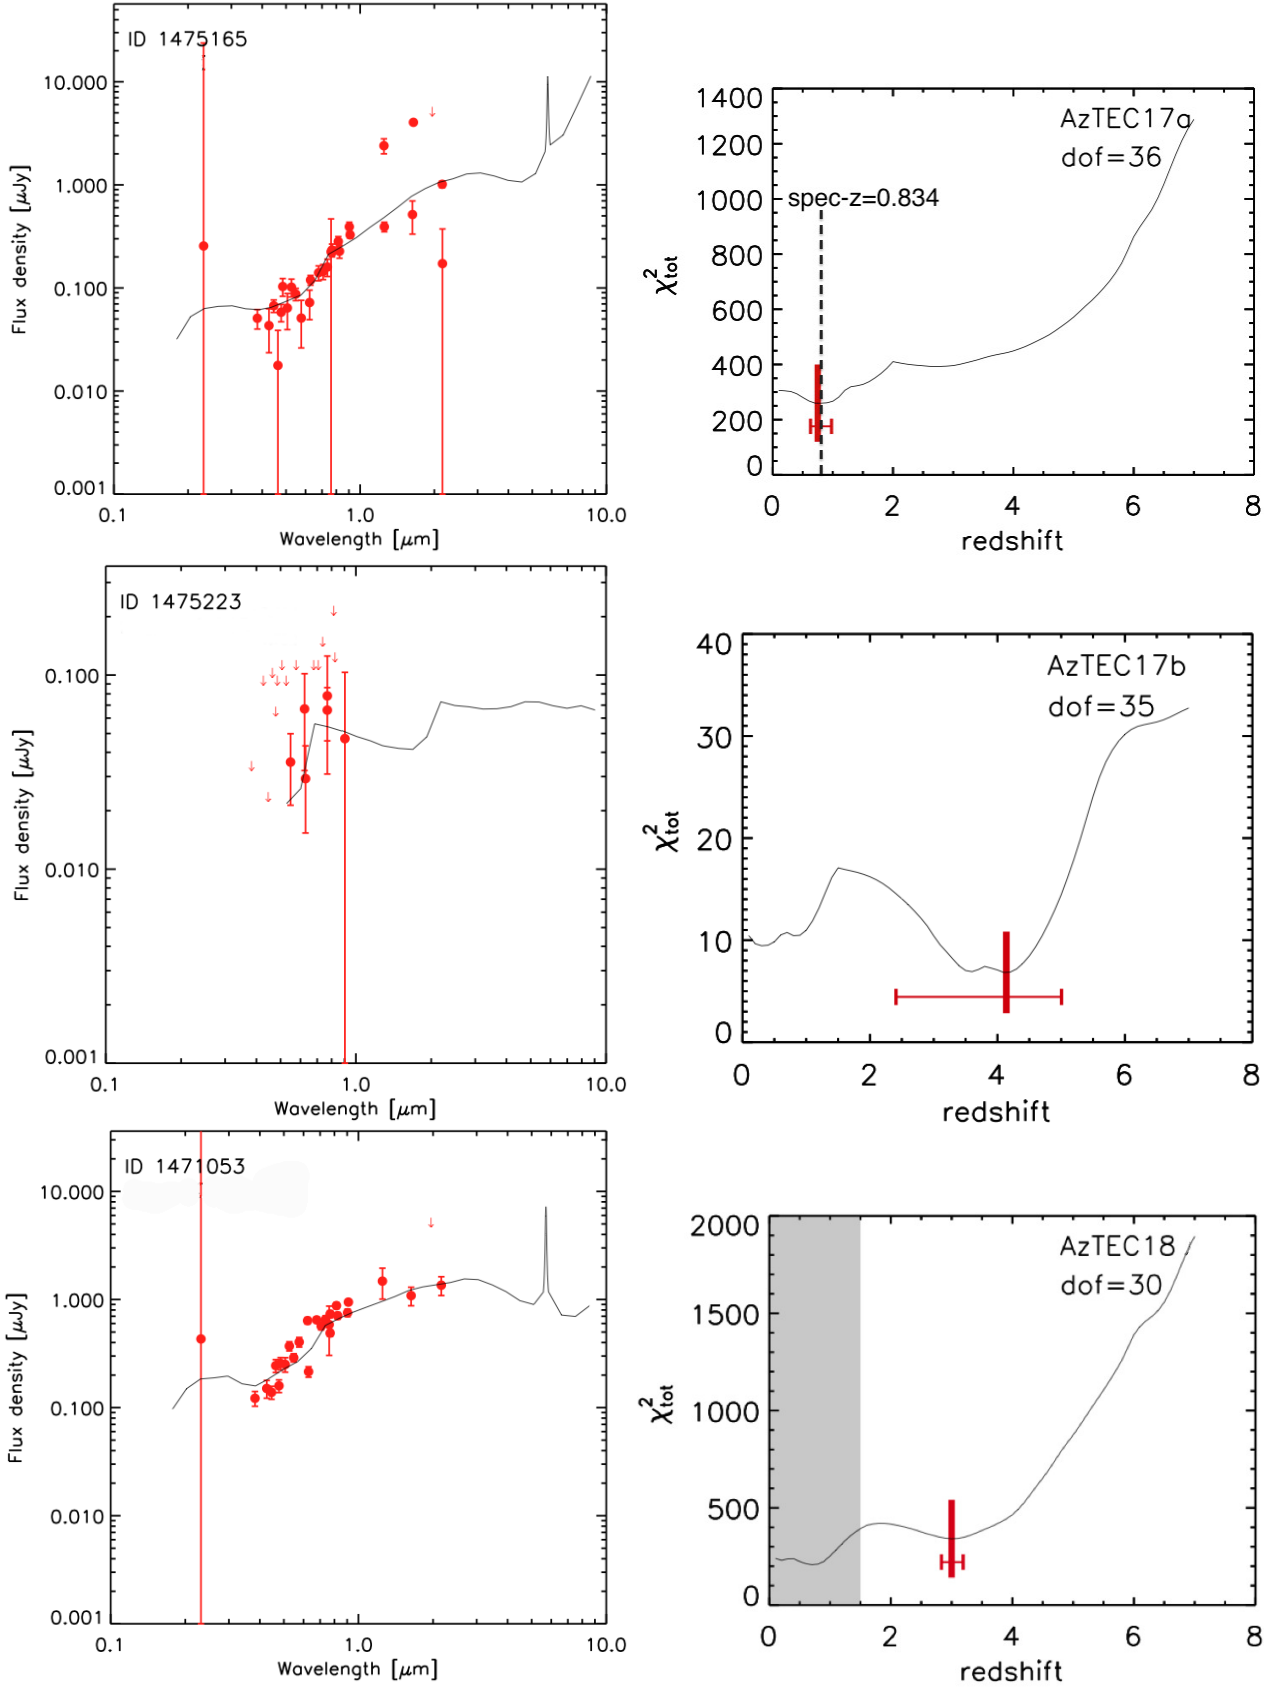 ID 1475165
10.000
1.000
0.100
0.010
0.001
Flux density [μJy]
0.1 1.0 10.0
Wavelength [μm]
AzTEC17a
dof=36
spec-z=0.834
1400
1200
1000
800
600
400
200
0
χ²tot
0 2 4 6 8
redshift
ID 1475223
0.100
0.010
0.001
Flux density [μJy]
0.1 1.0 10.0
Wavelength [μm]
AzTEC17b
dof=35
40
30
20
10
0
χ²tot
0 2 4 6 8
redshift
ID 1471053
10.000
1.000
0.100
0.010
0.001
Flux density [μJy]
0.1 1.0 10.0
Wavelength [μm]
AzTEC18
dof=30
2000
1500
1000
500
0
χ²tot
0 2 4 6 8
redshift